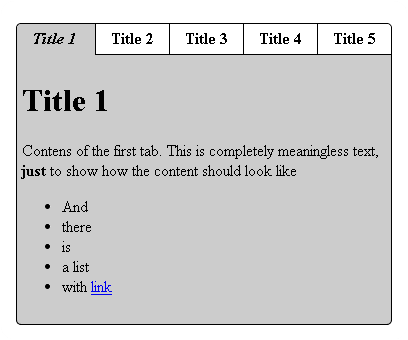 Title 1 Title 2 Title 3 Title 4 Title 5
Title 1
Contens of the first tab. This is completely meaningless text,
just to show how the content should look like
And
there
is
a list
with link